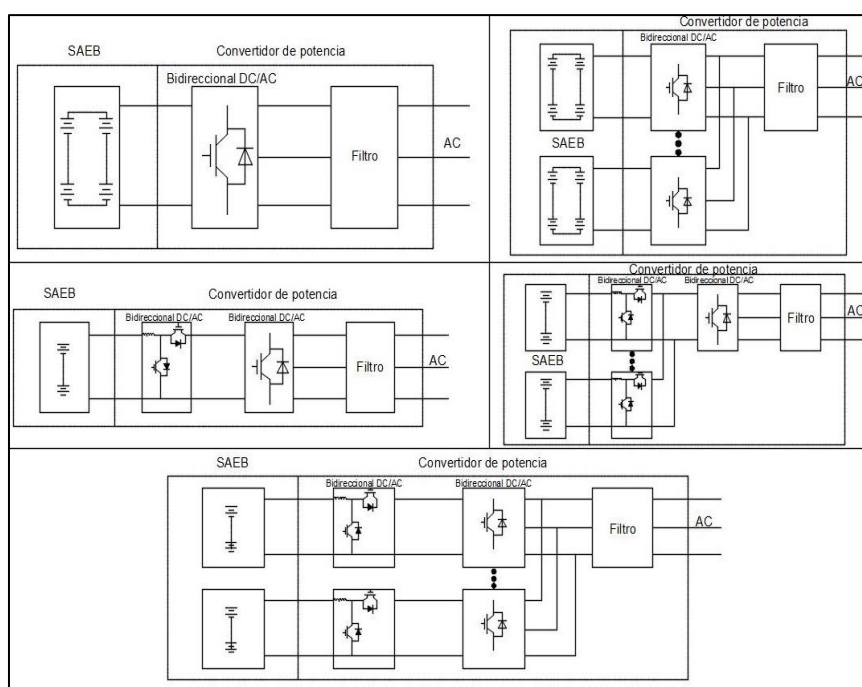 SAEB Convertidor de potencia
Bidireccional DC/AC
Filtro
AC
Convertidor de potencia
Bidireccional DC/AC
Filtro
AC
SAEB
SAEB Convertidor de potencia
Bidireccional DC/AC Bidireccional DC/AC
Filtro
AC
Convertidor de potencia
Bidireccional DC/AC Bidireccional DC/AC
Filtro
AC
SAEB
SAEB Convertidor de potencia
Bidireccional DC/AC Bidireccional DC/AC
Filtro
AC